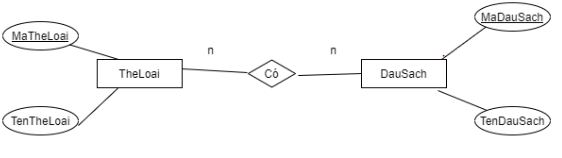 MaTheLoai
MaDauSach
n
n
TheLoai
Có
DauSach
TenTheLoai
TenDauSach